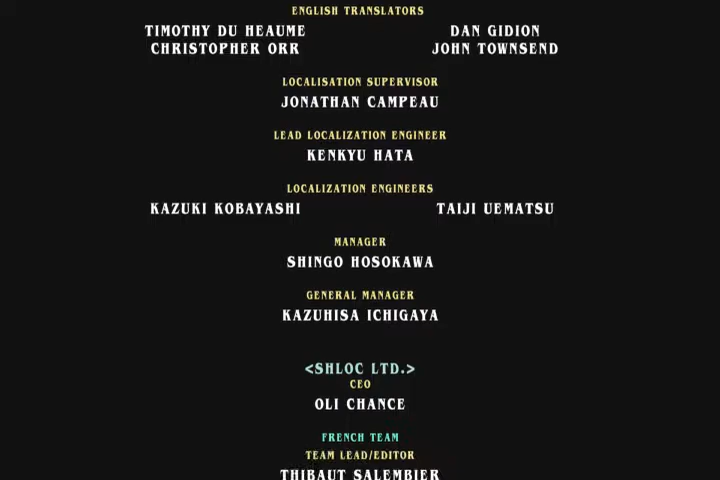 ENGLISH TRANSLATORS
TIMOTHY DU HEAUME DAN GIDION
CHRISTOPHER ORR JOHN TOWNSEND
LOCALISATION SUPERVISOR
JONATHAN CAMPEAU
LEAD LOCALIZATION ENGINEER
KENKYU HATA
LOCALIZATION ENGINEERS
KAZUKI KOBAYASHI TAIJI UEMATSU
MANAGER
SHINGO HOSOKAWA
GENERAL MANAGER
KAZUHISA ICHIGAYA
<SHLOC LTD.>
CEO
OLI CHANCE
FRENCH TEAM
TEAM LEAD/EDITOR
THIBAUT SALEMBIER